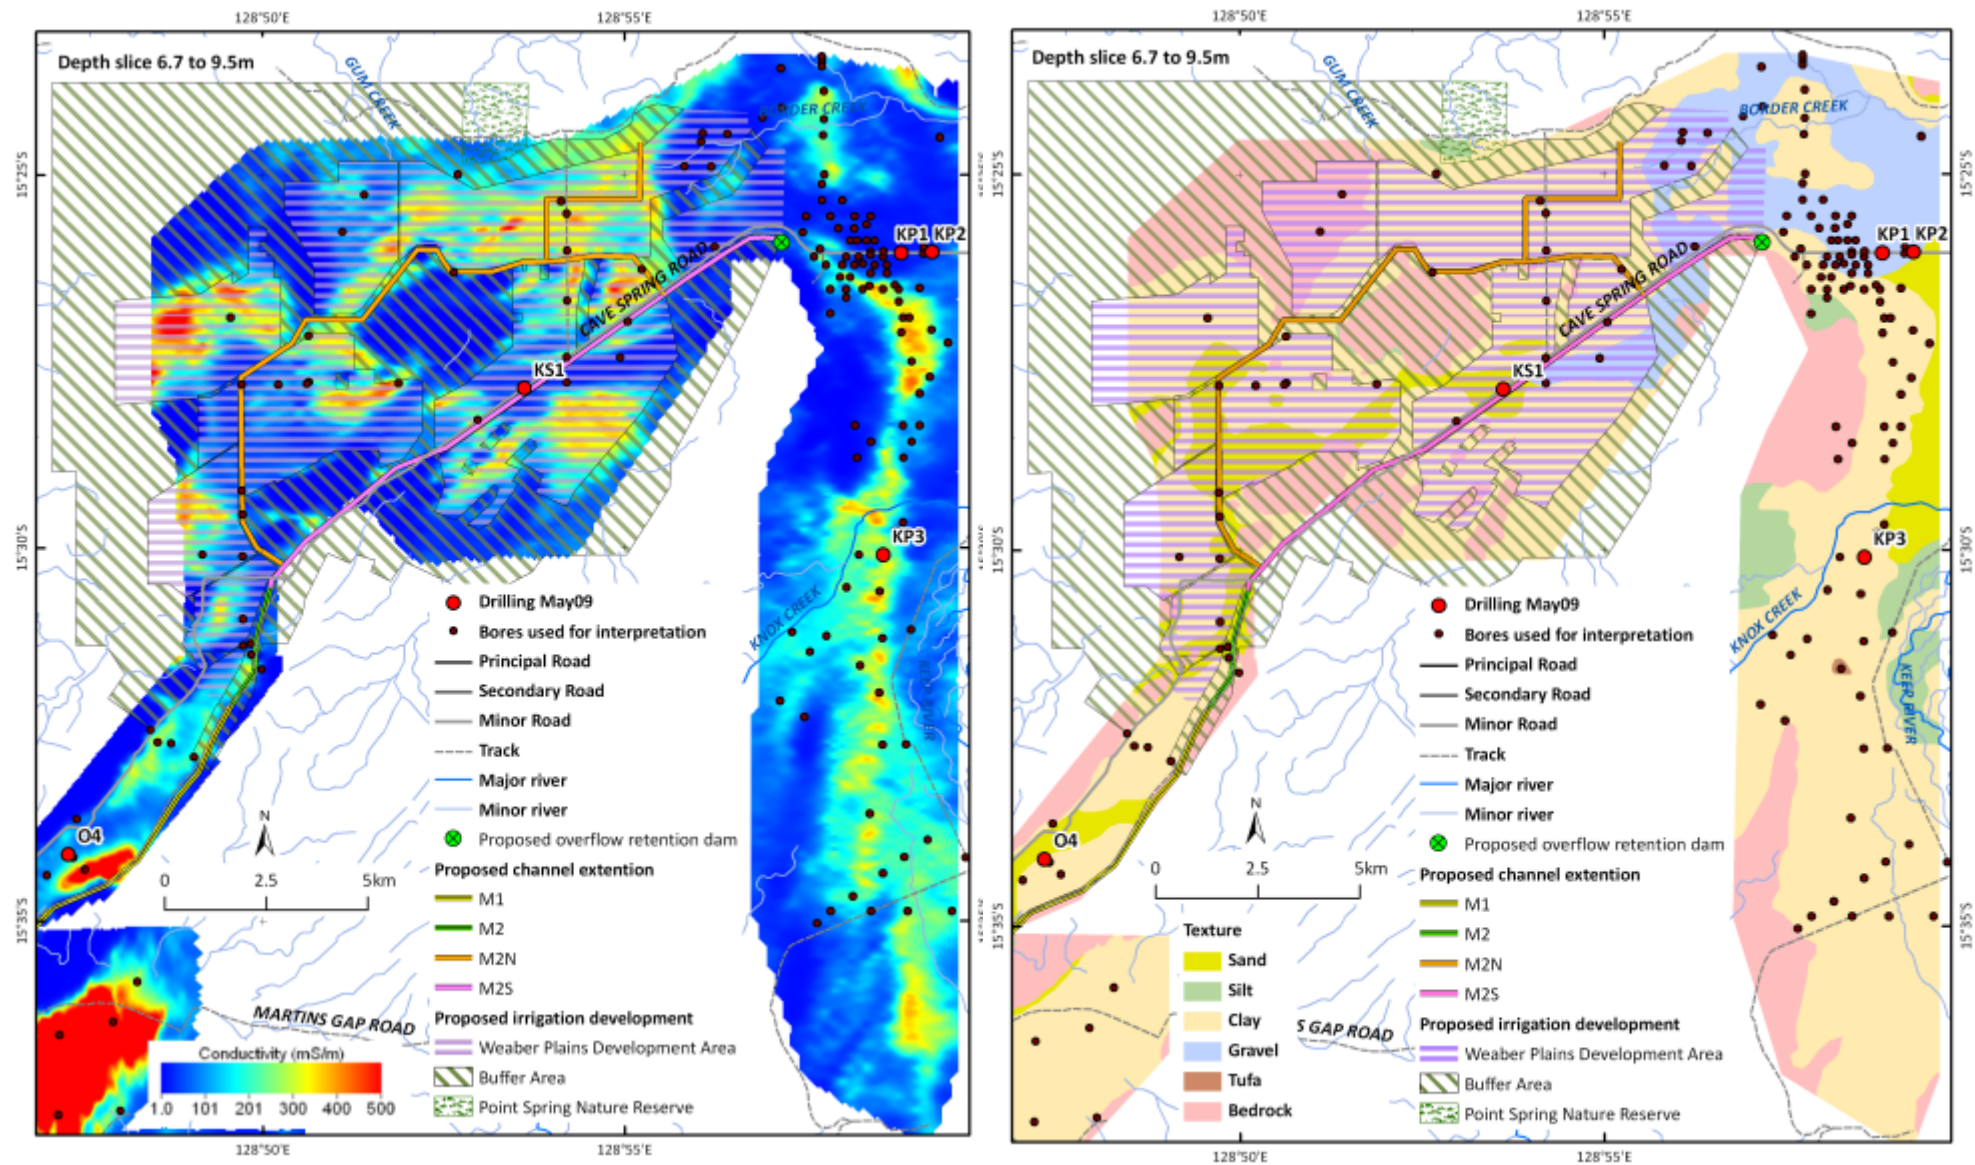 128°50'E
128°55'E
Depth slice 6.7 to 9.5m
GUM CREEK
BORDER CREEK
15°25'S
KP1 KP2
CAVE SPRING ROAD
KS1
15°30'S
KP3
KNOX CREEK
KEEP RIVER
O4
N
0 2.5 5km
15°35'S
Drilling May09
Bores used for interpretation
Principal Road
Secondary Road
Minor Road
Track
Major river
Minor river
Proposed overflow retention dam
Proposed channel extention
M1
M2
M2N
M2S
Proposed irrigation development
Weaber Plains Development Area
Buffer Area
Point Spring Nature Reserve
MARTINS GAP ROAD
Conductivity (mS/m)
1.0 101 201 300 400 500
128°50'E
128°55'E
128°50'E
128°55'E
Depth slice 6.7 to 9.5m
GUM CREEK
BORDER CREEK
15°25'S
15°25'S
KP1 KP2
CAVE SPRING ROAD
KS1
15°30'S
15°30'S
KP3
KNOX CREEK
KEEP RIVER
O4
N
0 2.5 5km
15°35'S
15°35'S
Drilling May09
Bores used for interpretation
Principal Road
Secondary Road
Minor Road
Track
Major river
Minor river
Proposed overflow retention dam
Proposed channel extention
M1
M2
M2N
M2S
Proposed irrigation development
Weaber Plains Development Area
Buffer Area
Point Spring Nature Reserve
S GAP ROAD
Texture
Sand
Silt
Clay
Gravel
Tufa
Bedrock
128°50'E
128°55'E